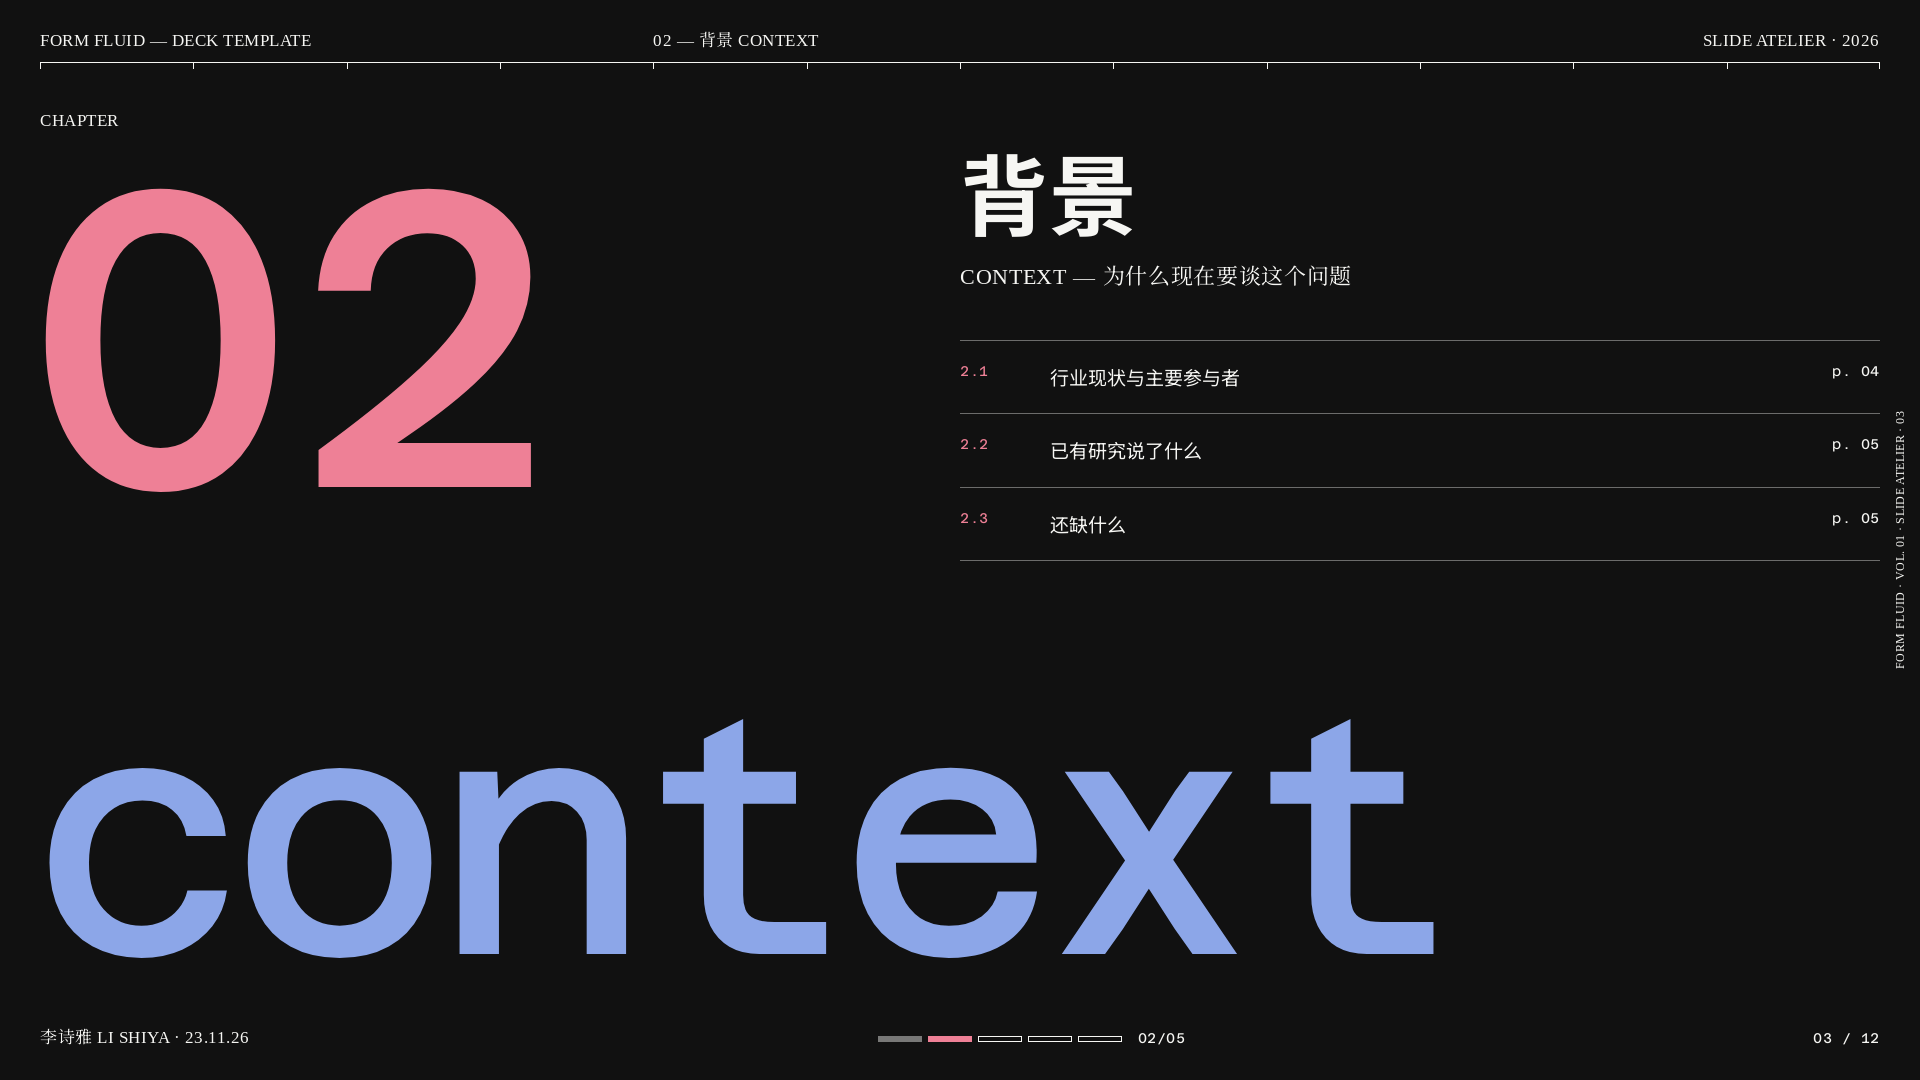 FORM FLUID — DECK TEMPLATE
02 — 背景 CONTEXT
SLIDE ATELIER · 2026
CHAPTER
02
背景
CONTEXT — 为什么现在要谈这个问题
2.1 行业现状与主要参与者 p. 04
2.2 已有研究说了什么 p. 05
2.3 还缺什么 p. 05
FORM FLUID · VOL. 01 · SLIDE ATELIER · 03
context
李诗雅 LI SHIYA · 23.11.26
02/05
03 / 12